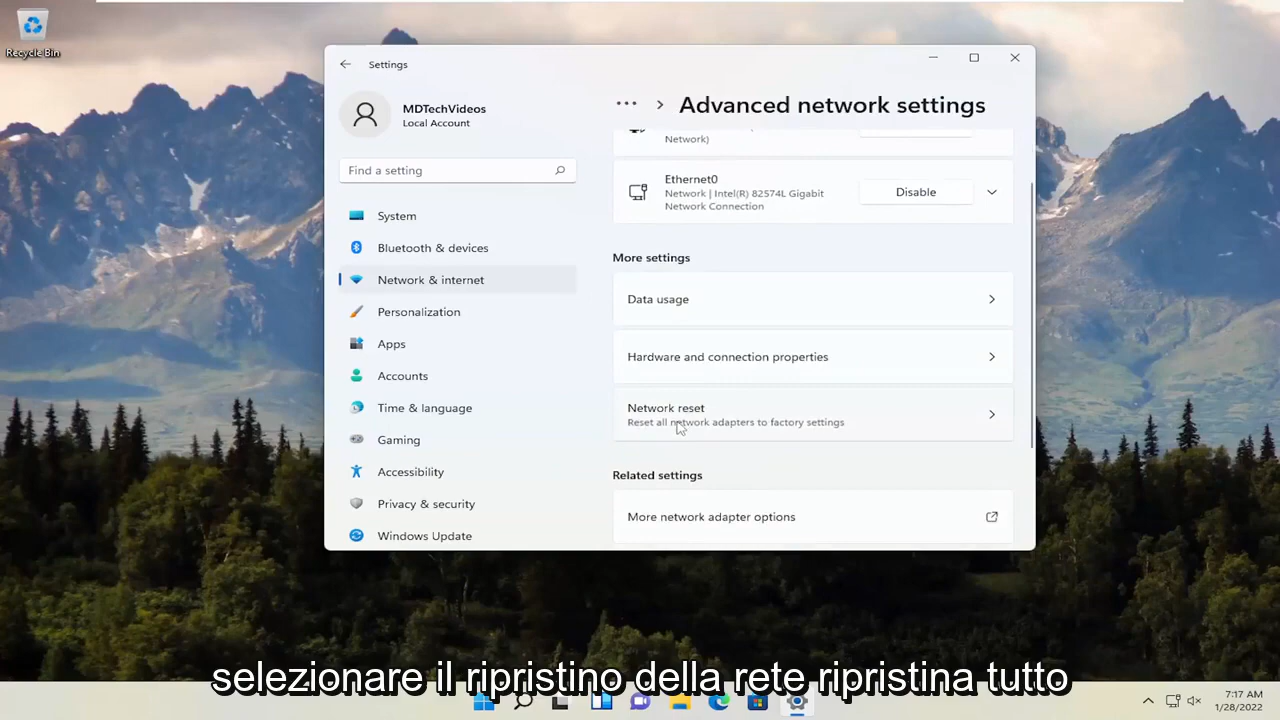 Recycle Bin
Settings
MDTechVideos
Local Account
Find a setting
System
Bluetooth & devices
Network & internet
Personalization
Apps
Accounts
Time & language
Gaming
Accessibility
Privacy & security
Windows Update
Advanced network settings
Network)
Ethernet0
Network | Intel(R) 82574L Gigabit
Network Connection
Disable
More settings
Data usage
Hardware and connection properties
Network reset
Reset all network adapters to factory settings
Related settings
More network adapter options
selezionare il ripristino della rete ripristina tutto
7:17 AM
1/28/2022